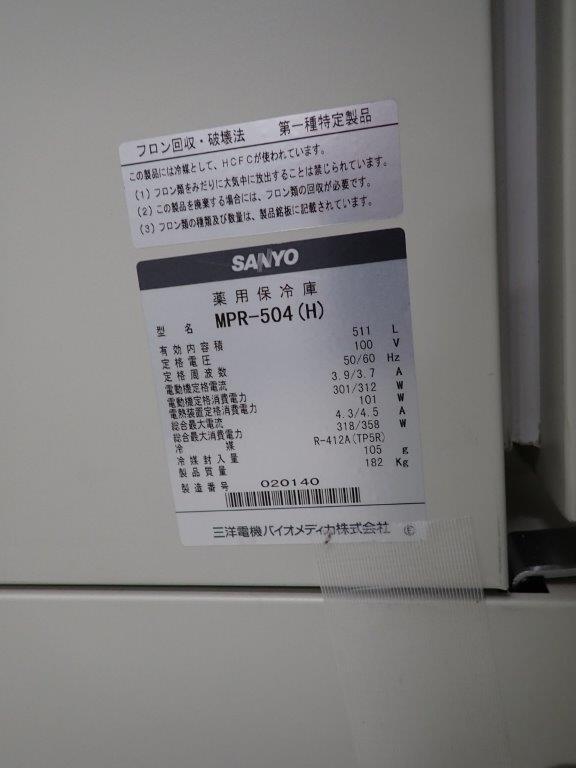 フロン回収・破壊法　第一種特定製品
この製品には冷媒として、HCFCが使われています。
(1) フロン類をみだりに大気中に放出することは禁じられています。
(2) この製品を廃棄する場合には、フロン類の回収が必要です。
(3) フロン類の種類及び数量は、製品銘板に記載されています。
SANYO
薬用保冷庫
型名 MPR-504(H)
有効内容積 511 L
定格電圧 100 V
定格周波数 50/60 Hz
電動機定格電流 3.9/3.7 A
電動機定格消費電力 301/312 W
電熱装置定格消費電力 101 W
総合最大電流 4.3/4.5 A
総合最大消費電力 318/358 W
冷媒 R-412A(TP5R)
冷媒封入量 105 g
製品質量 182 Kg
製造番号 020140
三洋電機バイオメディカ株式会社 Ⓔ